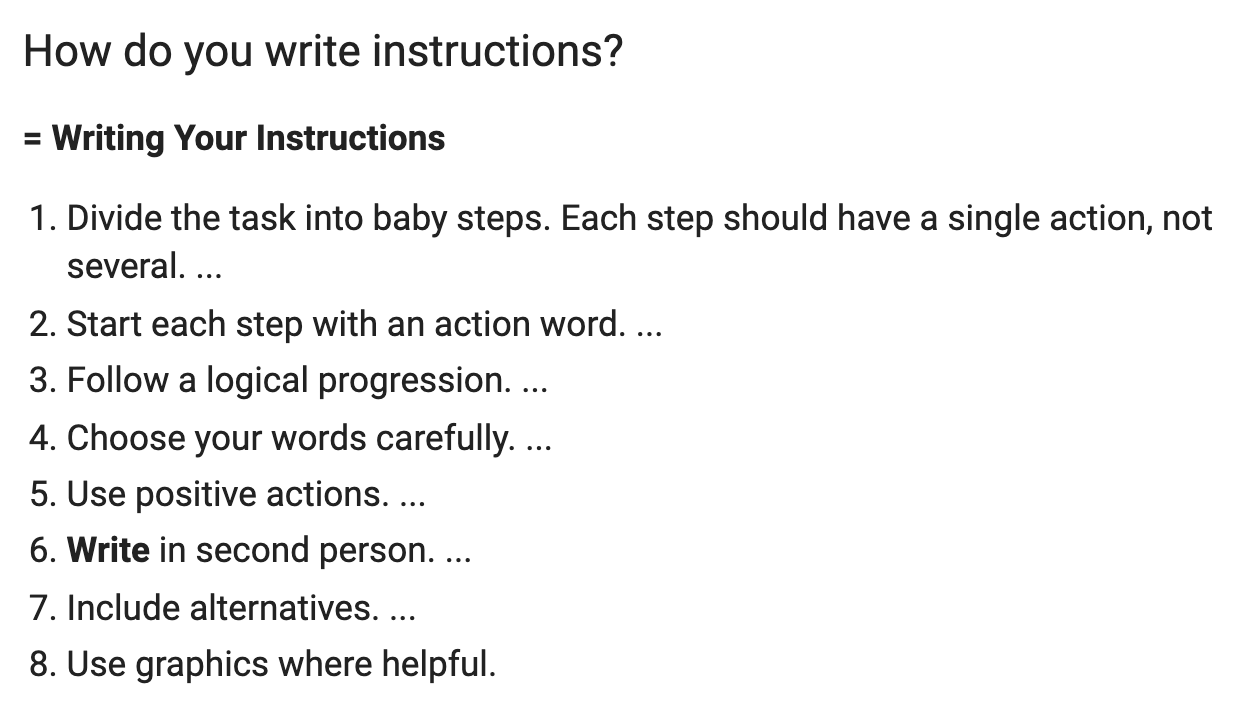 How do you write instructions?
= Writing Your Instructions
1. Divide the task into baby steps. Each step should have a single action, not
several. ...
2. Start each step with an action word. ...
3. Follow a logical progression. ...
4. Choose your words carefully. ...
5. Use positive actions. ...
6. Write in second person. ...
7. Include alternatives. ...
8. Use graphics where helpful.